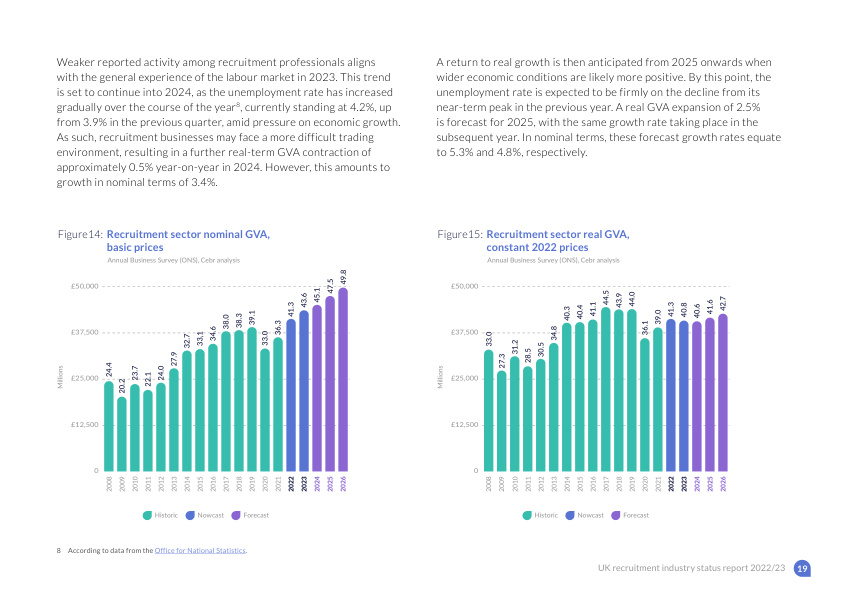 Weaker reported activity among recruitment professionals aligns
with the general experience of the labour market in 2023. This trend
is set to continue into 2024, as the unemployment rate has increased
gradually over the course of the year⁸, currently standing at 4.2%, up
from 3.9% in the previous quarter, amid pressure on economic growth.
As such, recruitment businesses may face a more difficult trading
environment, resulting in a further real-term GVA contraction of
approximately 0.5% year-on-year in 2024. However, this amounts to
growth in nominal terms of 3.4%.
A return to real growth is then anticipated from 2025 onwards when
wider economic conditions are likely more positive. By this point, the
unemployment rate is expected to be firmly on the decline from its
near-term peak in the previous year. A real GVA expansion of 2.5%
is forecast for 2025, with the same growth rate taking place in the
subsequent year. In nominal terms, these forecast growth rates equate
to 5.3% and 4.8%, respectively.
Figure14: Recruitment sector nominal GVA,
basic prices
Annual Business Survey (ONS), Cebr analysis
£50,000
£37,500
£25,000
£12,500
0
Millions
24.4 20.2 23.7 22.1 24.0 27.9 32.7 33.1 34.6 38.0 38.3 39.1 33.0 36.3 41.3 43.6 45.1 47.5 49.8
2008 2009 2010 2011 2012 2013 2014 2015 2016 2017 2018 2019 2020 2021 2022 2023 2024 2025 2026
Historic Nowcast Forecast
Figure15: Recruitment sector real GVA,
constant 2022 prices
Annual Business Survey (ONS), Cebr analysis
£50,000
£37,500
£25,000
£12,500
0
Millions
33.0 27.3 31.2 28.5 30.5 34.8 40.3 40.4 41.1 44.5 43.9 44.0 36.1 39.0 41.3 40.8 40.6 41.6 42.7
2008 2009 2010 2011 2012 2013 2014 2015 2016 2017 2018 2019 2020 2021 2022 2023 2024 2025 2026
Historic Nowcast Forecast
8 According to data from the Office for National Statistics.
UK recruitment industry status report 2022/23 19